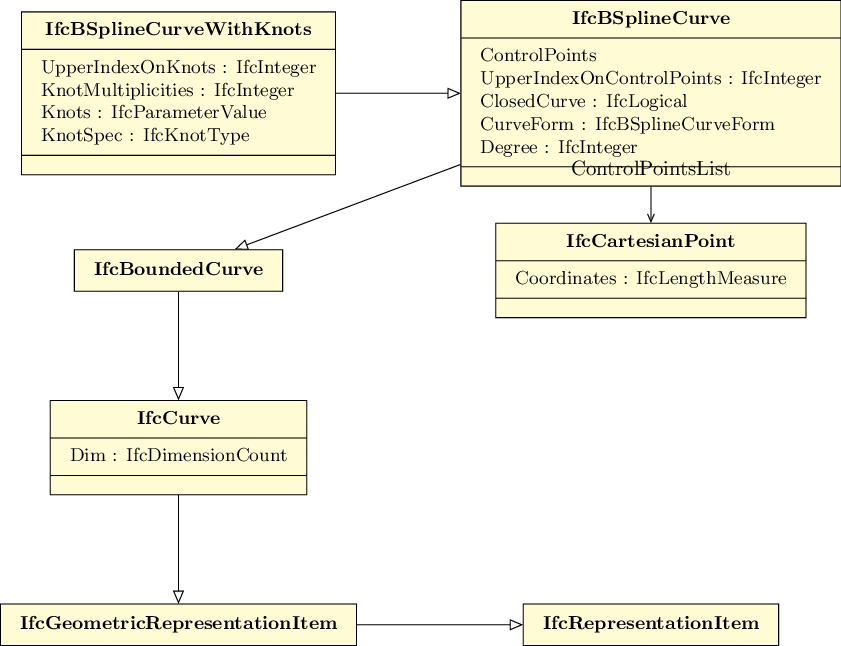 IfcBSplineCurveWithKnots
UpperIndexOnKnots : IfcInteger
KnotMultiplicities : IfcInteger
Knots : IfcParameterValue
KnotSpec : IfcKnotType
IfcBSplineCurve
ControlPoints
UpperIndexOnControlPoints : IfcInteger
ClosedCurve : IfcLogical
CurveForm : IfcBSplineCurveForm
Degree : IfcInteger
ControlPointsList
IfcBoundedCurve
IfcCartesianPoint
Coordinates : IfcLengthMeasure
IfcCurve
Dim : IfcDimensionCount
IfcGeometricRepresentationItem
IfcRepresentationItem